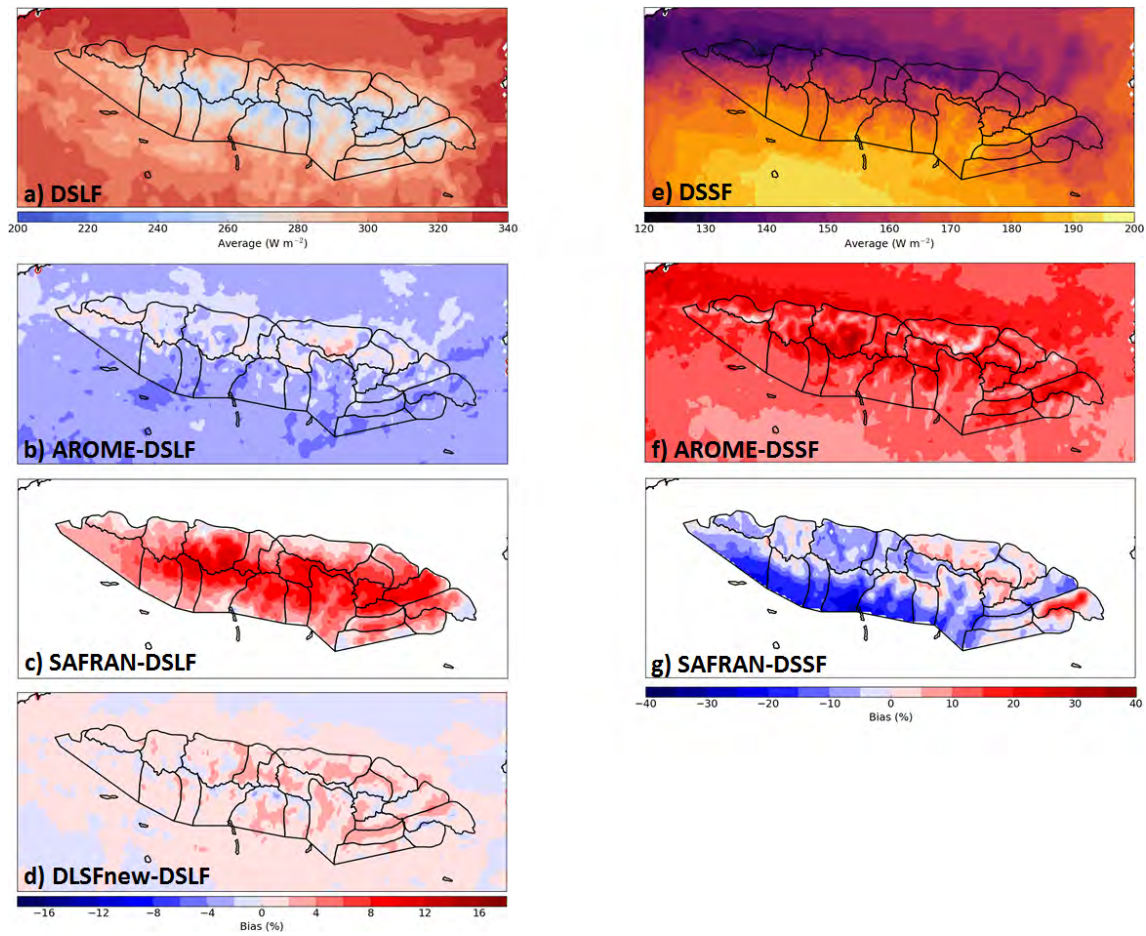 a) DSLF
200 220 240 260 280 300 320 340
Average (W m⁻²)
b) AROME-DSLF
c) SAFRAN-DSLF
d) DLSFnew-DSLF
−16 −12 −8 −4 0 4 8 12 16
Bias (%)
e) DSSF
120 130 140 150 160 170 180 190 200
Average (W m⁻²)
f) AROME-DSSF
g) SAFRAN-DSSF
−40 −30 −20 −10 0 10 20 30 40
Bias (%)